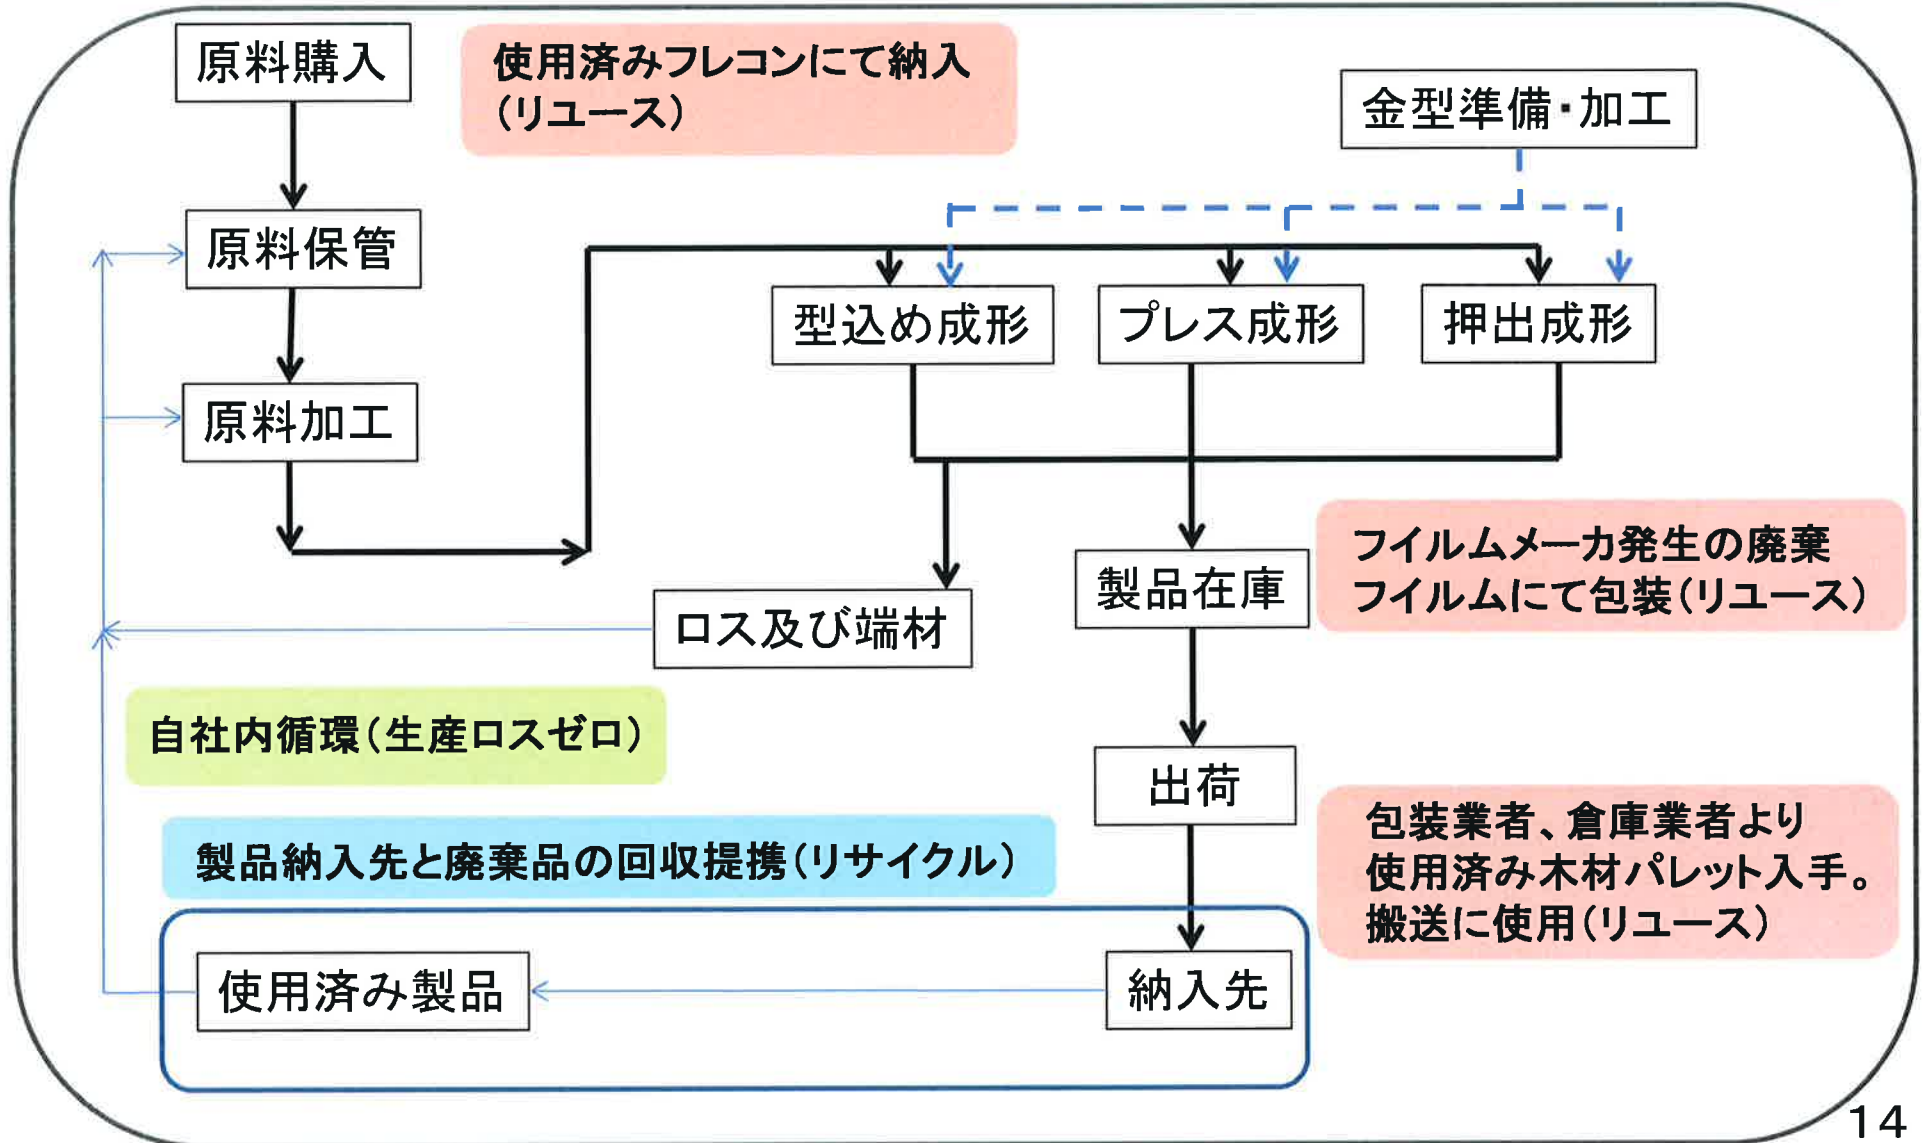 原料購入
使用済みフレコンにて納入
(リユース)
金型準備・加工
原料保管
型込め成形
プレス成形
押出成形
原料加工
フイルムメーカ発生の廃棄
フイルムにて包装(リユース)
製品在庫
ロス及び端材
自社内循環(生産ロスゼロ)
出荷
包装業者、倉庫業者より
使用済み木材パレット入手。
搬送に使用(リユース)
製品納入先と廃棄品の回収提携(リサイクル)
使用済み製品
納入先
14